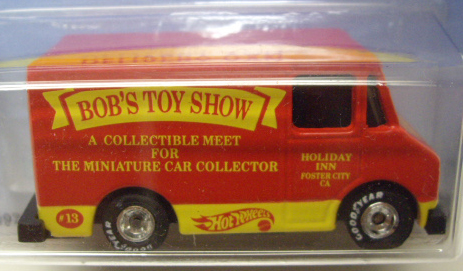 BOB'S TOY SHOW
A COLLECTIBLE MEET
FOR
THE MINIATURE CAR COLLECTOR
HOLIDAY
INN
FOSTER CITY
CA
#13
Hot Wheels
GOODYEAR
GOODYEAR